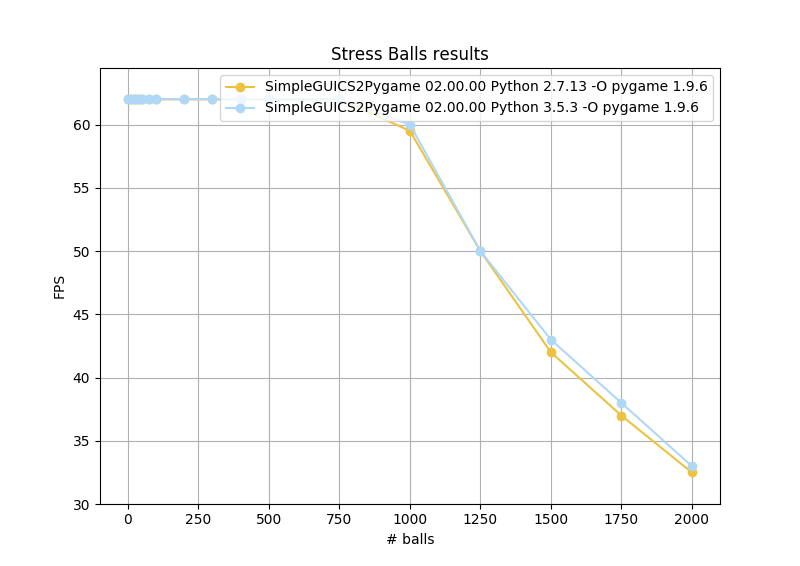 Stress Balls results
SimpleGUICS2Pygame 02.00.00 Python 2.7.13 -O pygame 1.9.6
SimpleGUICS2Pygame 02.00.00 Python 3.5.3 -O pygame 1.9.6
60
55
50
45
40
35
30
FPS
0 250 500 750 1000 1250 1500 1750 2000
# balls